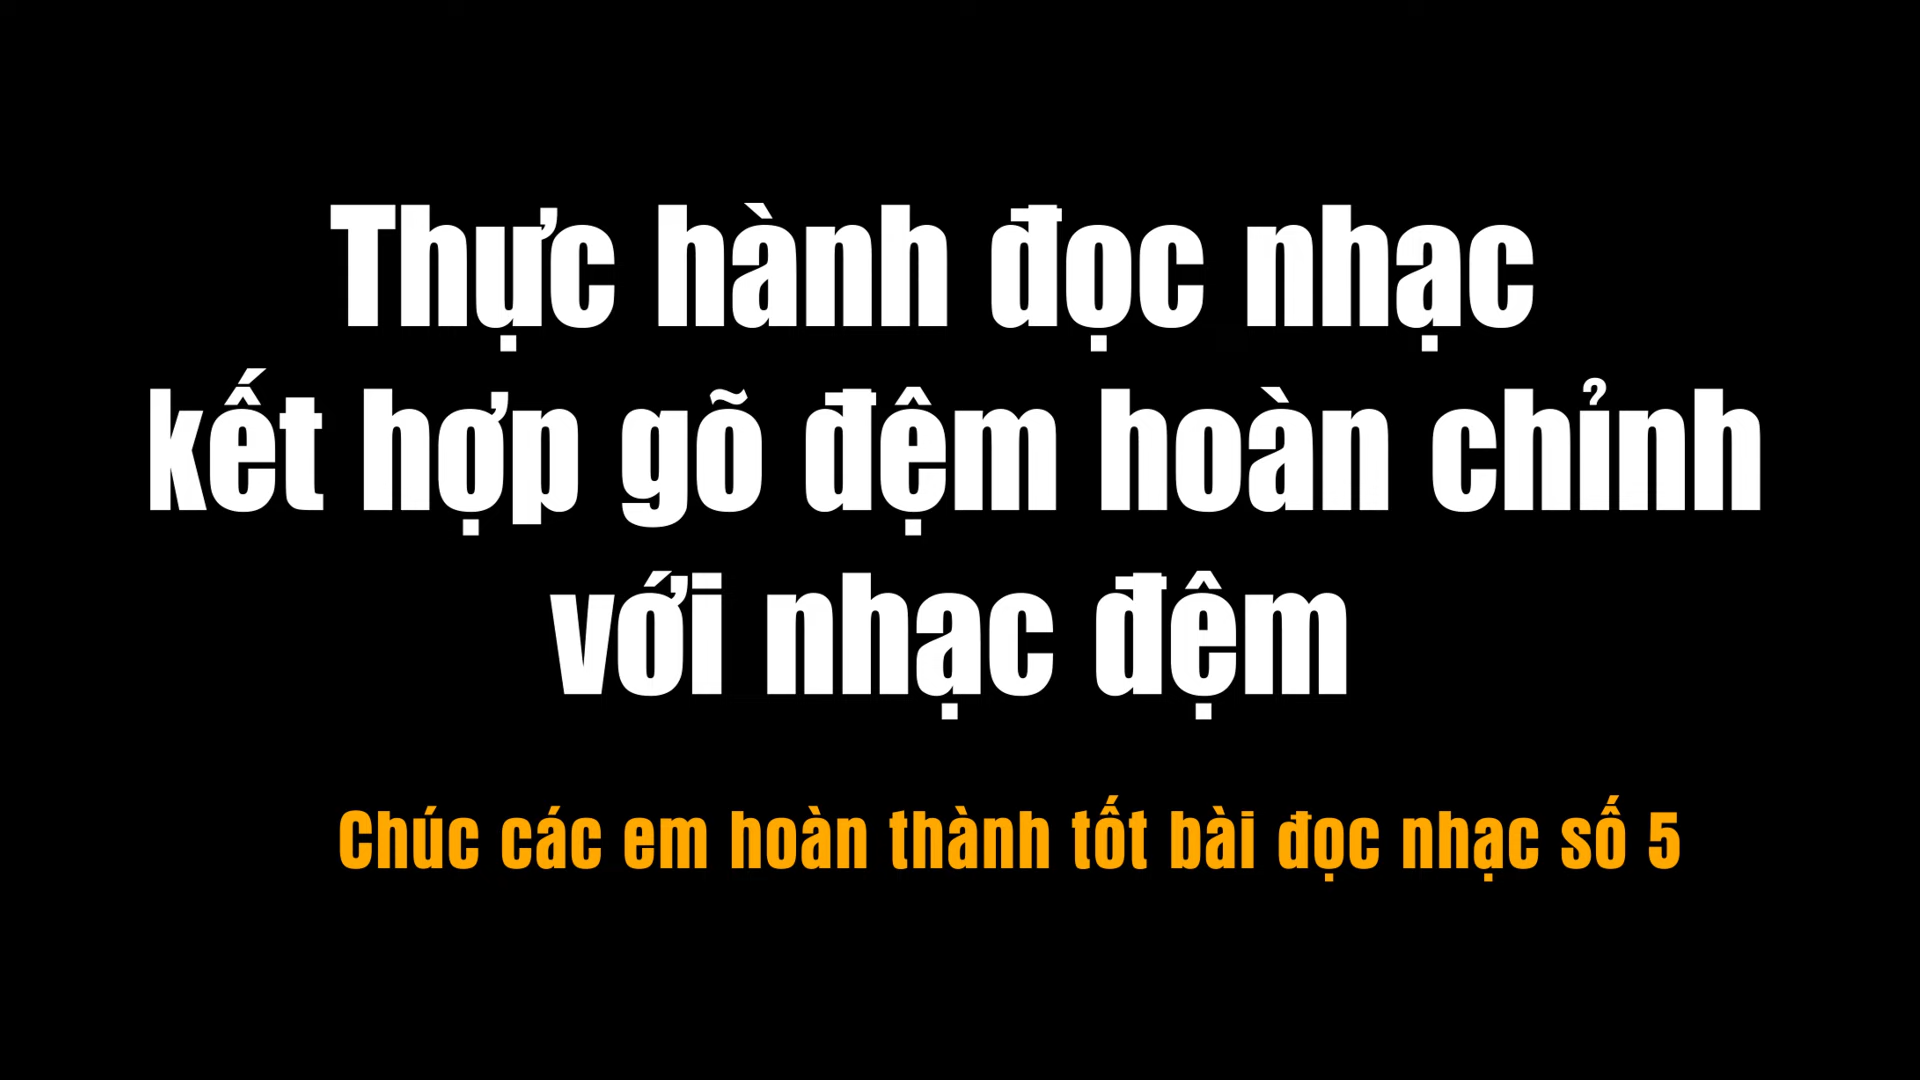 Thực hành đọc nhạc
kết hợp gõ đệm hoàn chỉnh
với nhạc đệm
Chúc các em hoàn thành tốt bài đọc nhạc số 5